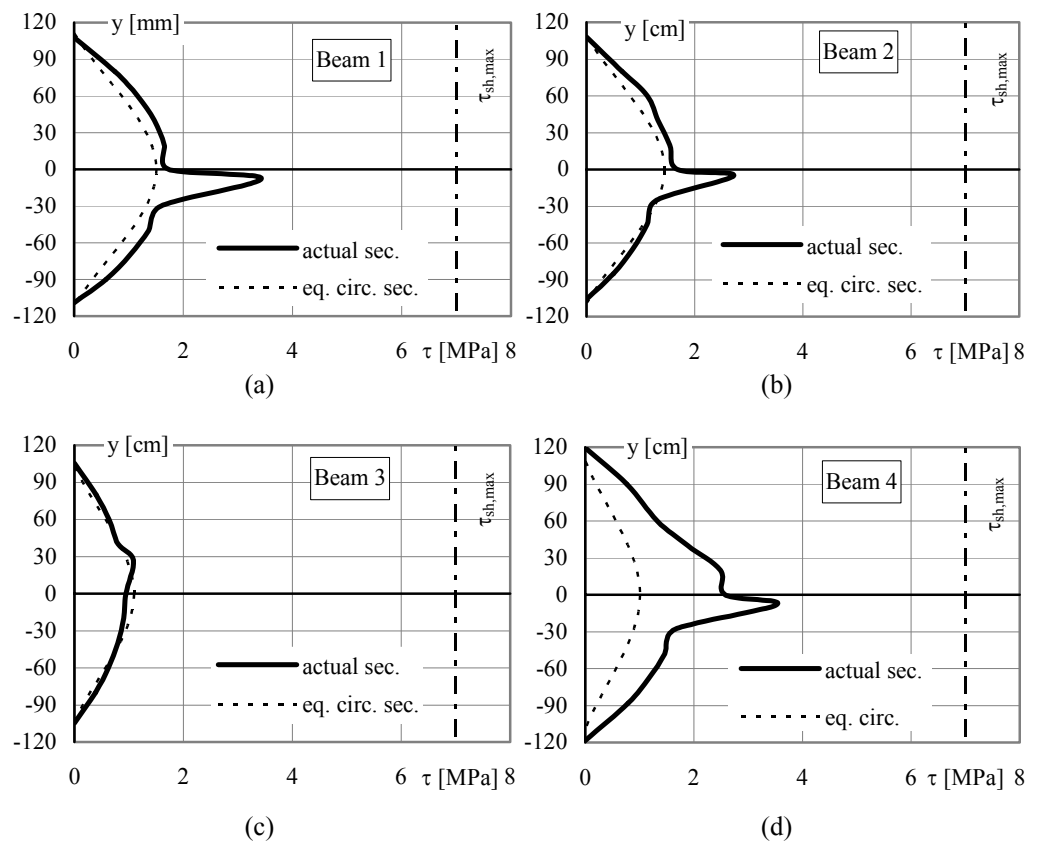 120
y [mm]
90
Beam 1
τsh,max
60
30
0
-30
-60
actual sec.
-90
eq. circ. sec.
-120
0
2
4
6
τ [MPa] 8
(a)
120
y [cm]
90
Beam 2
τsh,max
60
30
0
-30
-60
actual sec.
-90
eq. circ. sec.
-120
0
2
4
6
τ [MPa] 8
(b)
120
y [cm]
90
Beam 3
τsh,max
60
30
0
-30
-60
actual sec.
-90
eq. circ. sec.
-120
0
2
4
6
τ [MPa] 8
(c)
120
y [cm]
90
Beam 4
τsh,max
60
30
0
-30
-60
actual sec.
-90
eq. circ.
-120
0
2
4
6
τ [MPa] 8
(d)